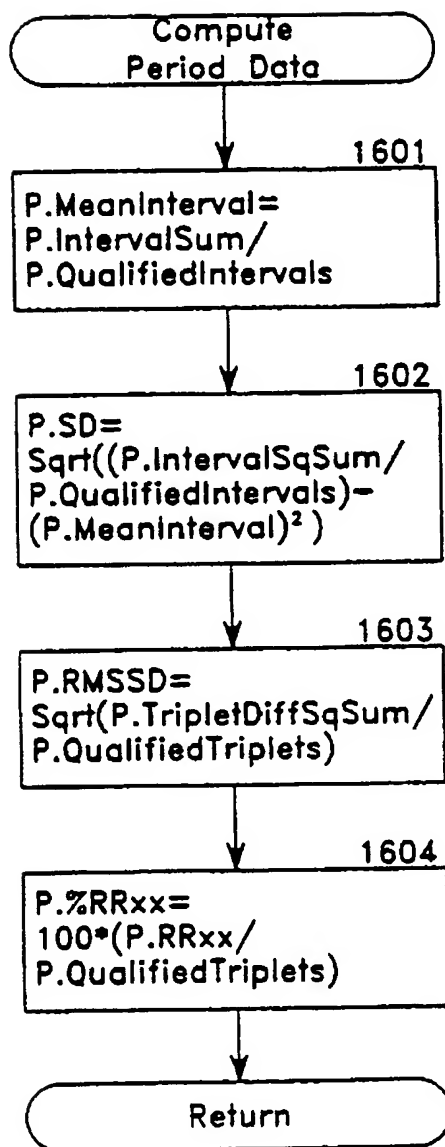 Compute
Period Data
1601
P.MeanInterval=
P.IntervalSum/
P.QualifiedIntervals
1602
P.SD=
Sqrt((P.IntervalSqSum/
P.QualifiedIntervals)-
(P.MeanInterval)²)
1603
P.RMSSD=
Sqrt(P.TripletDiffSqSum/
P.QualifiedTriplets)
1604
P.%RRxx=
100*(P.RRxx/
P.QualifiedTriplets)
Return